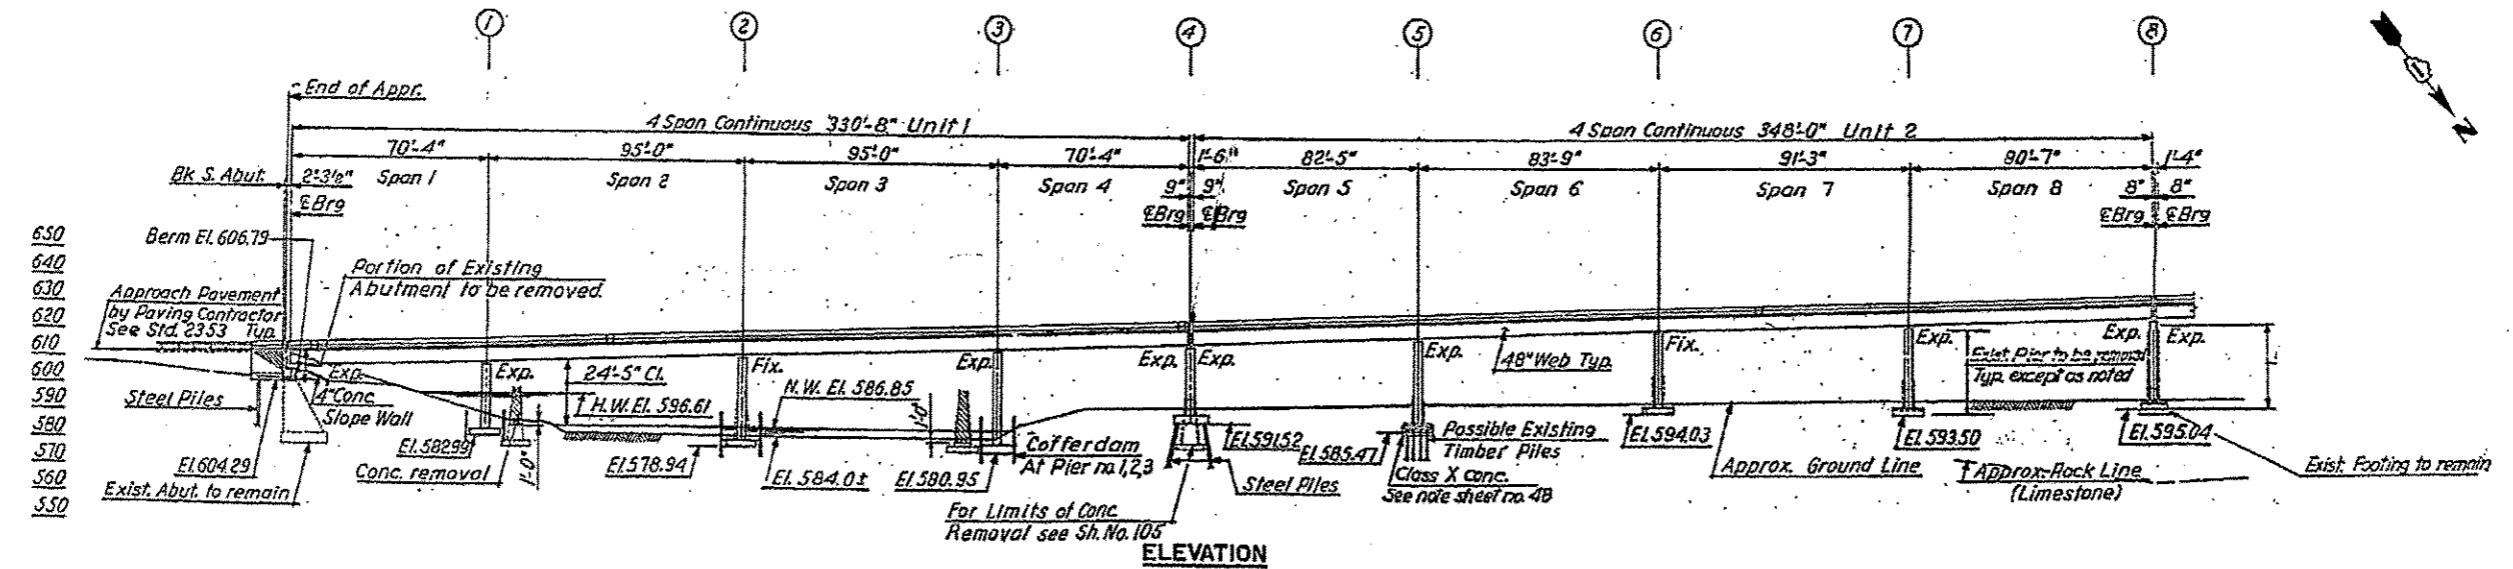 1 2 3 4 5 6 7 8
N
End of Appr.
4 Span Continuous 330'-8" Unit 1
4 Span Continuous 348'-0" Unit 2
70'-4" 95'-0" 95'-0" 70'-4" 1'-6" 82'-5" 83'-9" 91'-3" 90'-7" 1'-4"
Bk S. Abut. 2'-3½" Span 1 Span 2 Span 3 Span 4 9" 9" Span 5 Span 6 Span 7 Span 8 8" 8"
℄ Brg ℄ Brg ℄ Brg ℄ Brg ℄ Brg
650
640
630
620
610
600
590
580
570
560
550
Berm El. 606.79
Portion of Existing
Abutment to be removed.
Approach Pavement
by Paving Contractor
See Std. 2353 Typ.
Exp. Exp. Fix. Exp. Exp. Exp. Exp. Fix. Exp. Exp. Exp.
24'-5" Cl.
N.W. El. 586.85
H.W. El. 596.61
48" Web Typ.
Exist. Pier to be removed
Typ. except as noted
Steel Piles
4" Conc.
Slope Wall
1'-0"
1'-0"
El. 604.29
Exist. Abut. to remain
El. 582.99
Conc. removal
El. 578.94
El. 584.0±
El. 580.95
Cofferdam
At Pier no. 1,2,3
El. 591.52
Steel Piles
For Limits of Conc.
Removal see Sh. No. 105
El. 585.47
Possible Existing
Timber Piles
Class X conc.
See note sheet no. 48
El. 594.03
El. 593.50
El. 595.04
Approx. Ground Line
Approx. Rock Line
(Limestone)
Exist. Footing to remain
ELEVATION